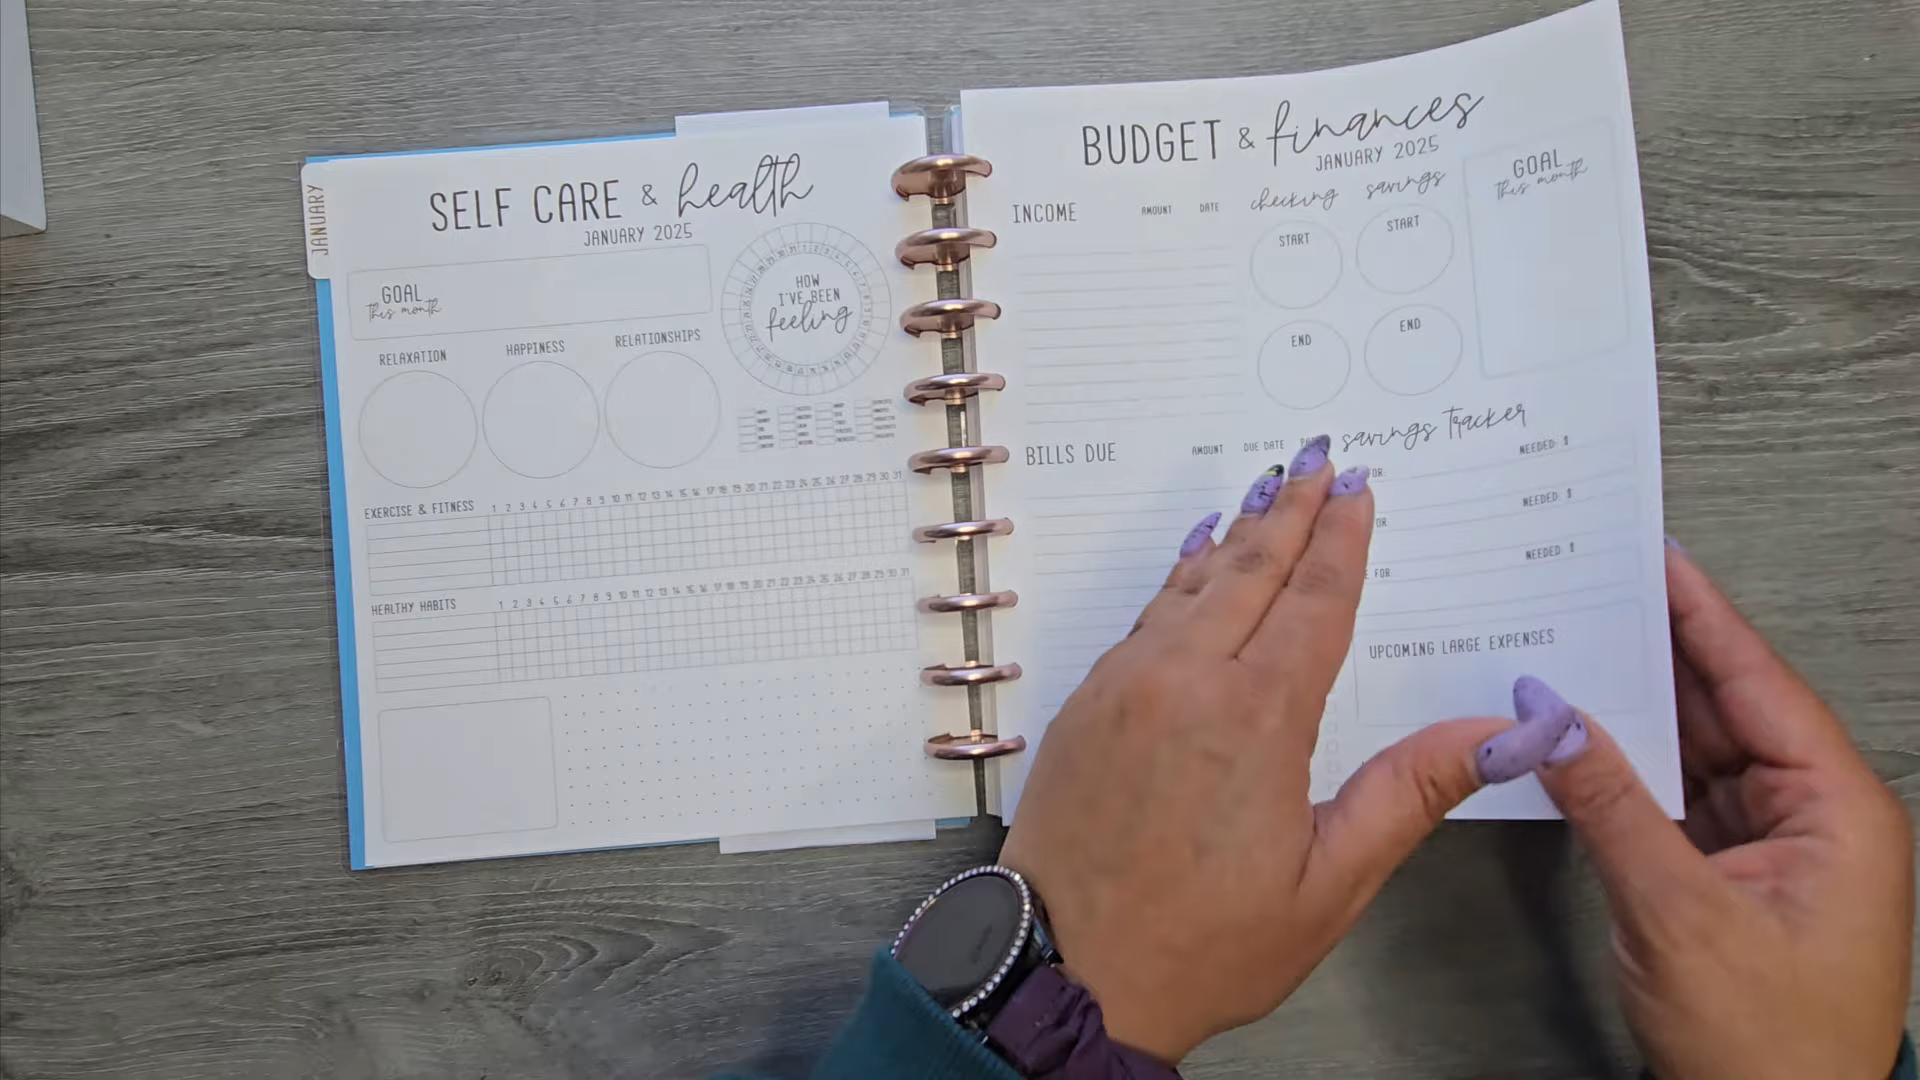 JANUARY
SELF CARE & health
JANUARY 2025
GOAL
this month
HOW
I'VE BEEN
feeling
RELAXATION
HAPPINESS
RELATIONSHIPS
EXERCISE & FITNESS 1 2 3 4 5 6 7 8 9 10 11 12 13 14 15 16 17 18 19 20 21 22 23 24 25 26 27 28 29 30 31
HEALTHY HABITS 1 2 3 4 5 6 7 8 9 10 11 12 13 14 15 16 17 18 19 20 21 22 23 24 25 26 27 28 29 30 31
BUDGET & finances
JANUARY 2025
INCOME AMOUNT DATE
checking savings
START START
END END
GOAL
this month
BILLS DUE AMOUNT DUE DATE
savings tracker
FOR NEEDED: $
FOR NEEDED: $
FOR NEEDED: $
UPCOMING LARGE EXPENSES